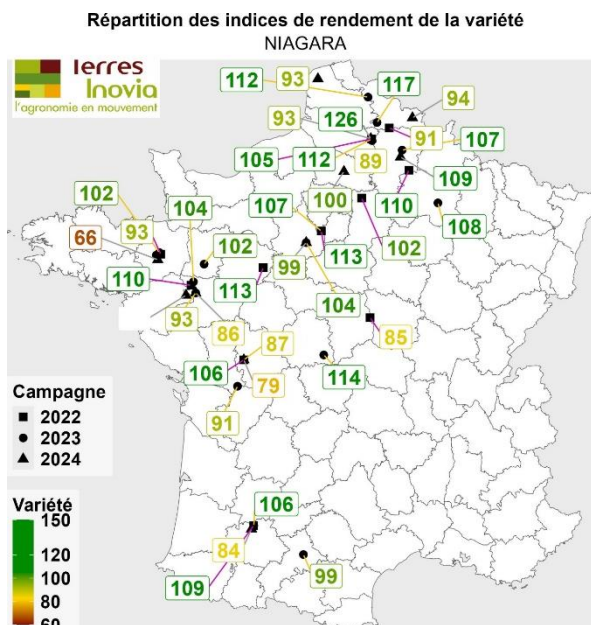 Répartition des indices de rendement de la variété
NIAGARA
Terres
Inovia
l'agronomie en mouvement
112 93 117
94
93 126
91 107
105 112 89
109
100 110
102 104 107 108
93
66 102 102
113
99
110 113
104
93 86 85
87
106 114
79
91
Campagne
2022
2023
2024
Variété
150
120
100
80
60
106
84
109 99